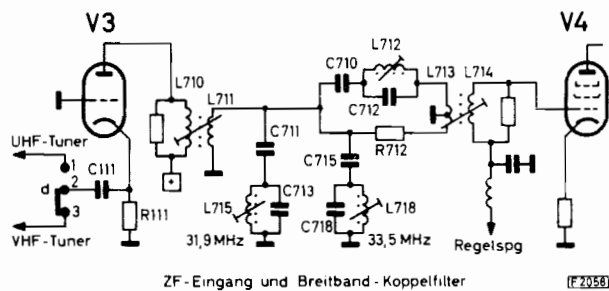 V3
V4
L712
C710
L713
L714
L710
L711
C712
C711
R712
C715
UHF-Tuner
1
C111
2
d
3
R111
VHF-Tuner
L715
C713
C718
L718
31,9 MHz
33,5 MHz
Regelspg
ZF-Eingang und Breitband-Koppelfilter
F 2058